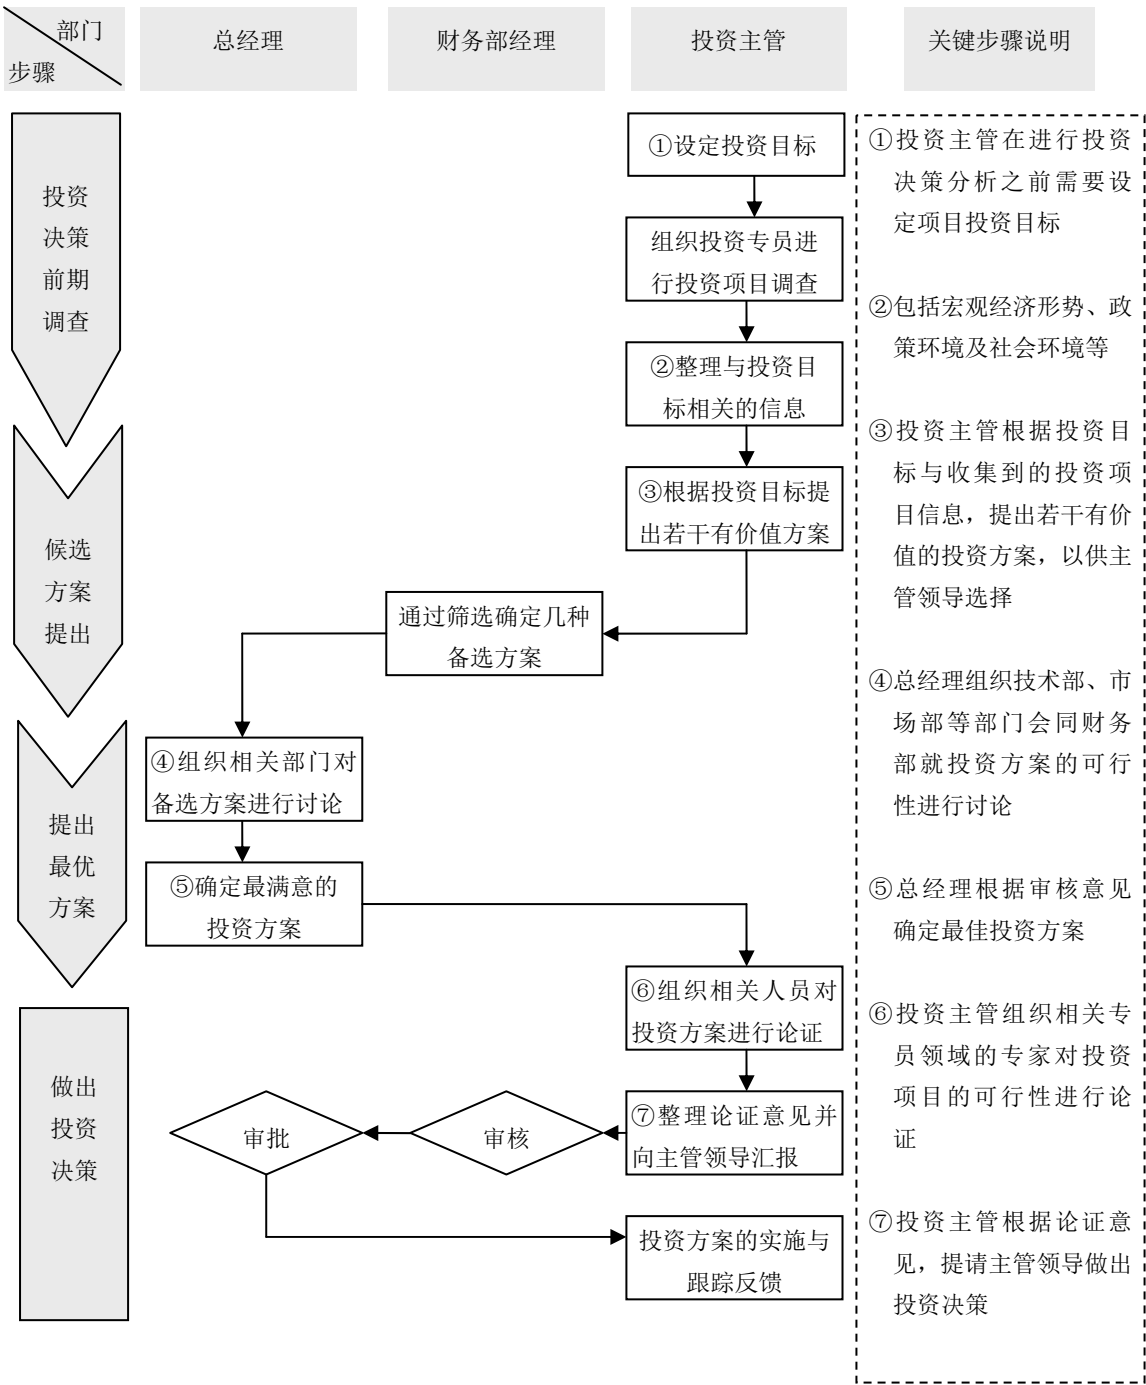 部门
步骤
总经理
财务部经理
投资主管
关键步骤说明
投资
决策
前期
调查
候选
方案
提出
提出
最优
方案
做出
投资
决策
①设定投资目标
组织投资专员进
行投资项目调查
②整理与投资目
标相关的信息
③根据投资目标提
出若干有价值方案
通过筛选确定几种
备选方案
④组织相关部门对
备选方案进行讨论
⑤确定最满意的
投资方案
⑥组织相关人员对
投资方案进行论证
⑦整理论证意见并
向主管领导汇报
审核
审批
投资方案的实施与
跟踪反馈
①投资主管在进行投资
决策分析之前需要设
定项目投资目标
②包括宏观经济形势、政
策环境及社会环境等
③投资主管根据投资目
标与收集到的投资项
目信息，提出若干有价
值的投资方案，以供主
管领导选择
④总经理组织技术部、市
场部等部门会同财务
部就投资方案的可行
性进行讨论
⑤总经理根据审核意见
确定最佳投资方案
⑥投资主管组织相关专
员领域的专家对投资
项目的可行性进行论
证
⑦投资主管根据论证意
见，提请主管领导做出
投资决策